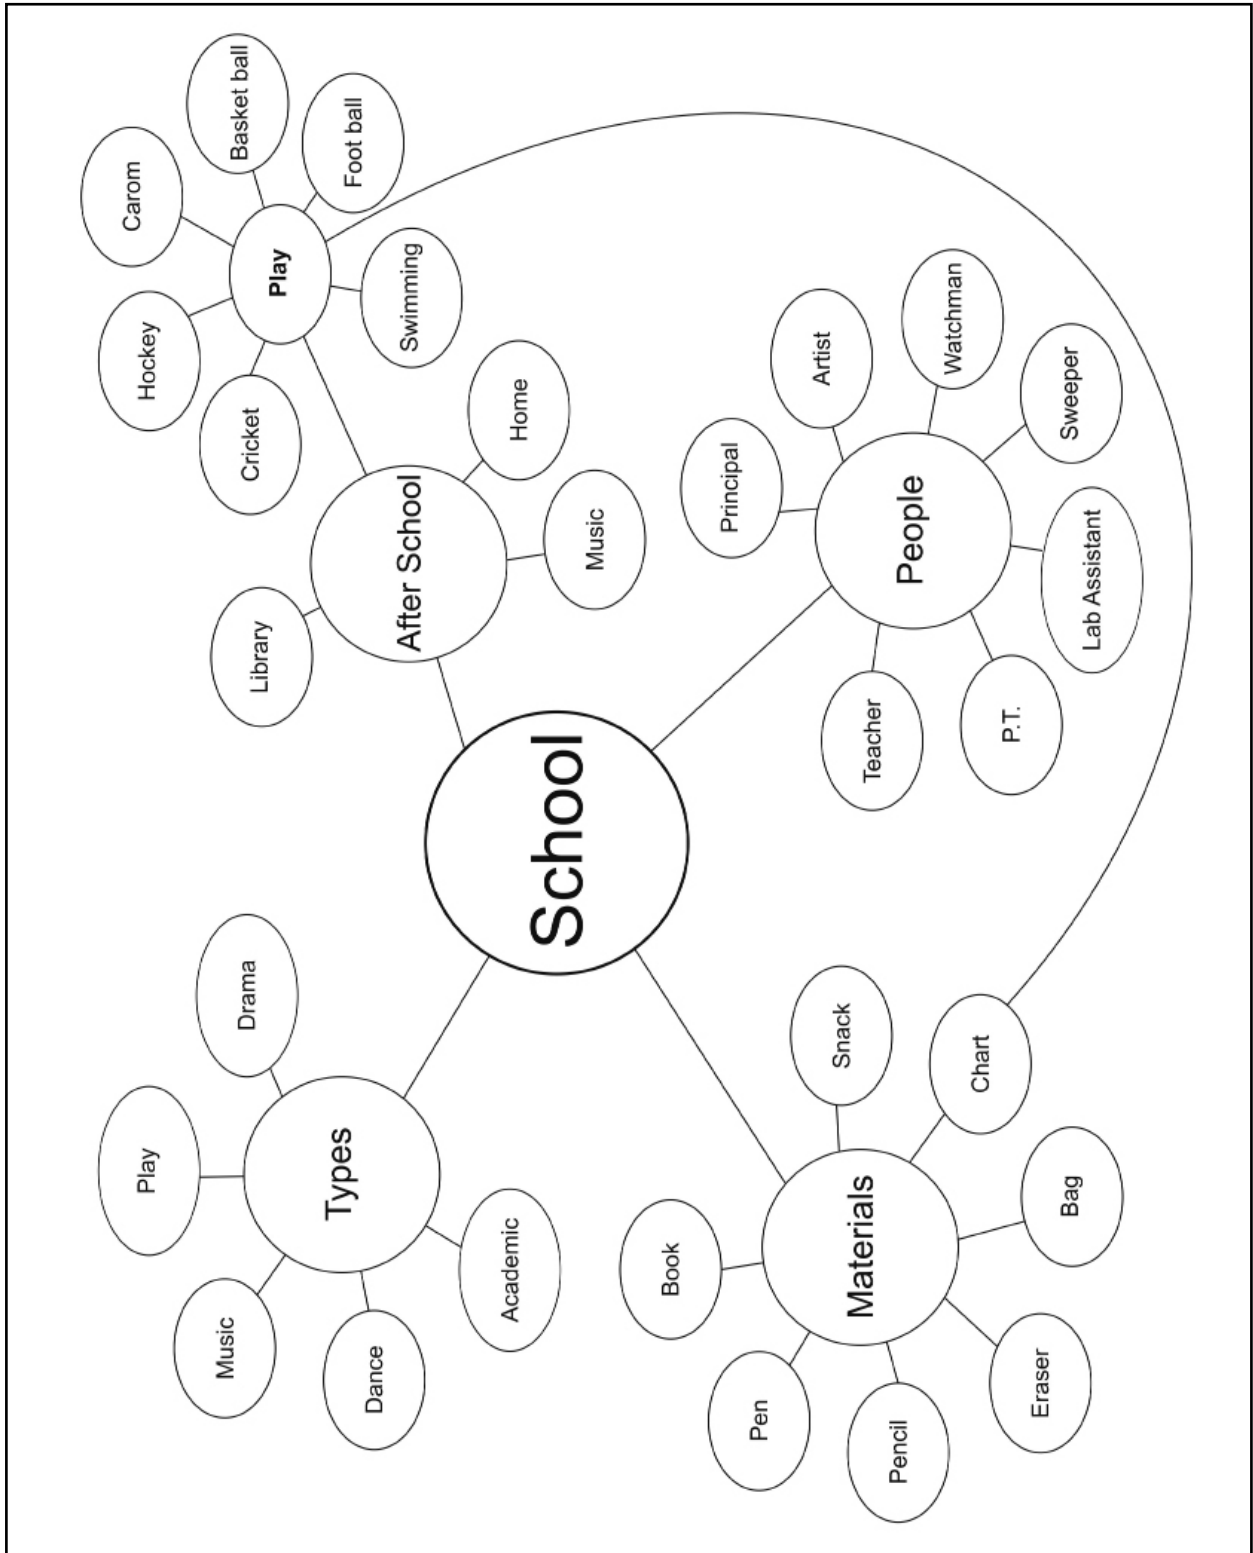 School
Types
Drama
Play
Music
Dance
Academic
After School
Library
Play
Cricket
Hockey
Carom
Basket ball
Foot ball
Swimming
Home
Music
People
Principal
Artist
Watchman
Sweeper
Lab Assistant
P.T.
Teacher
Materials
Book
Pen
Pencil
Eraser
Bag
Chart
Snack